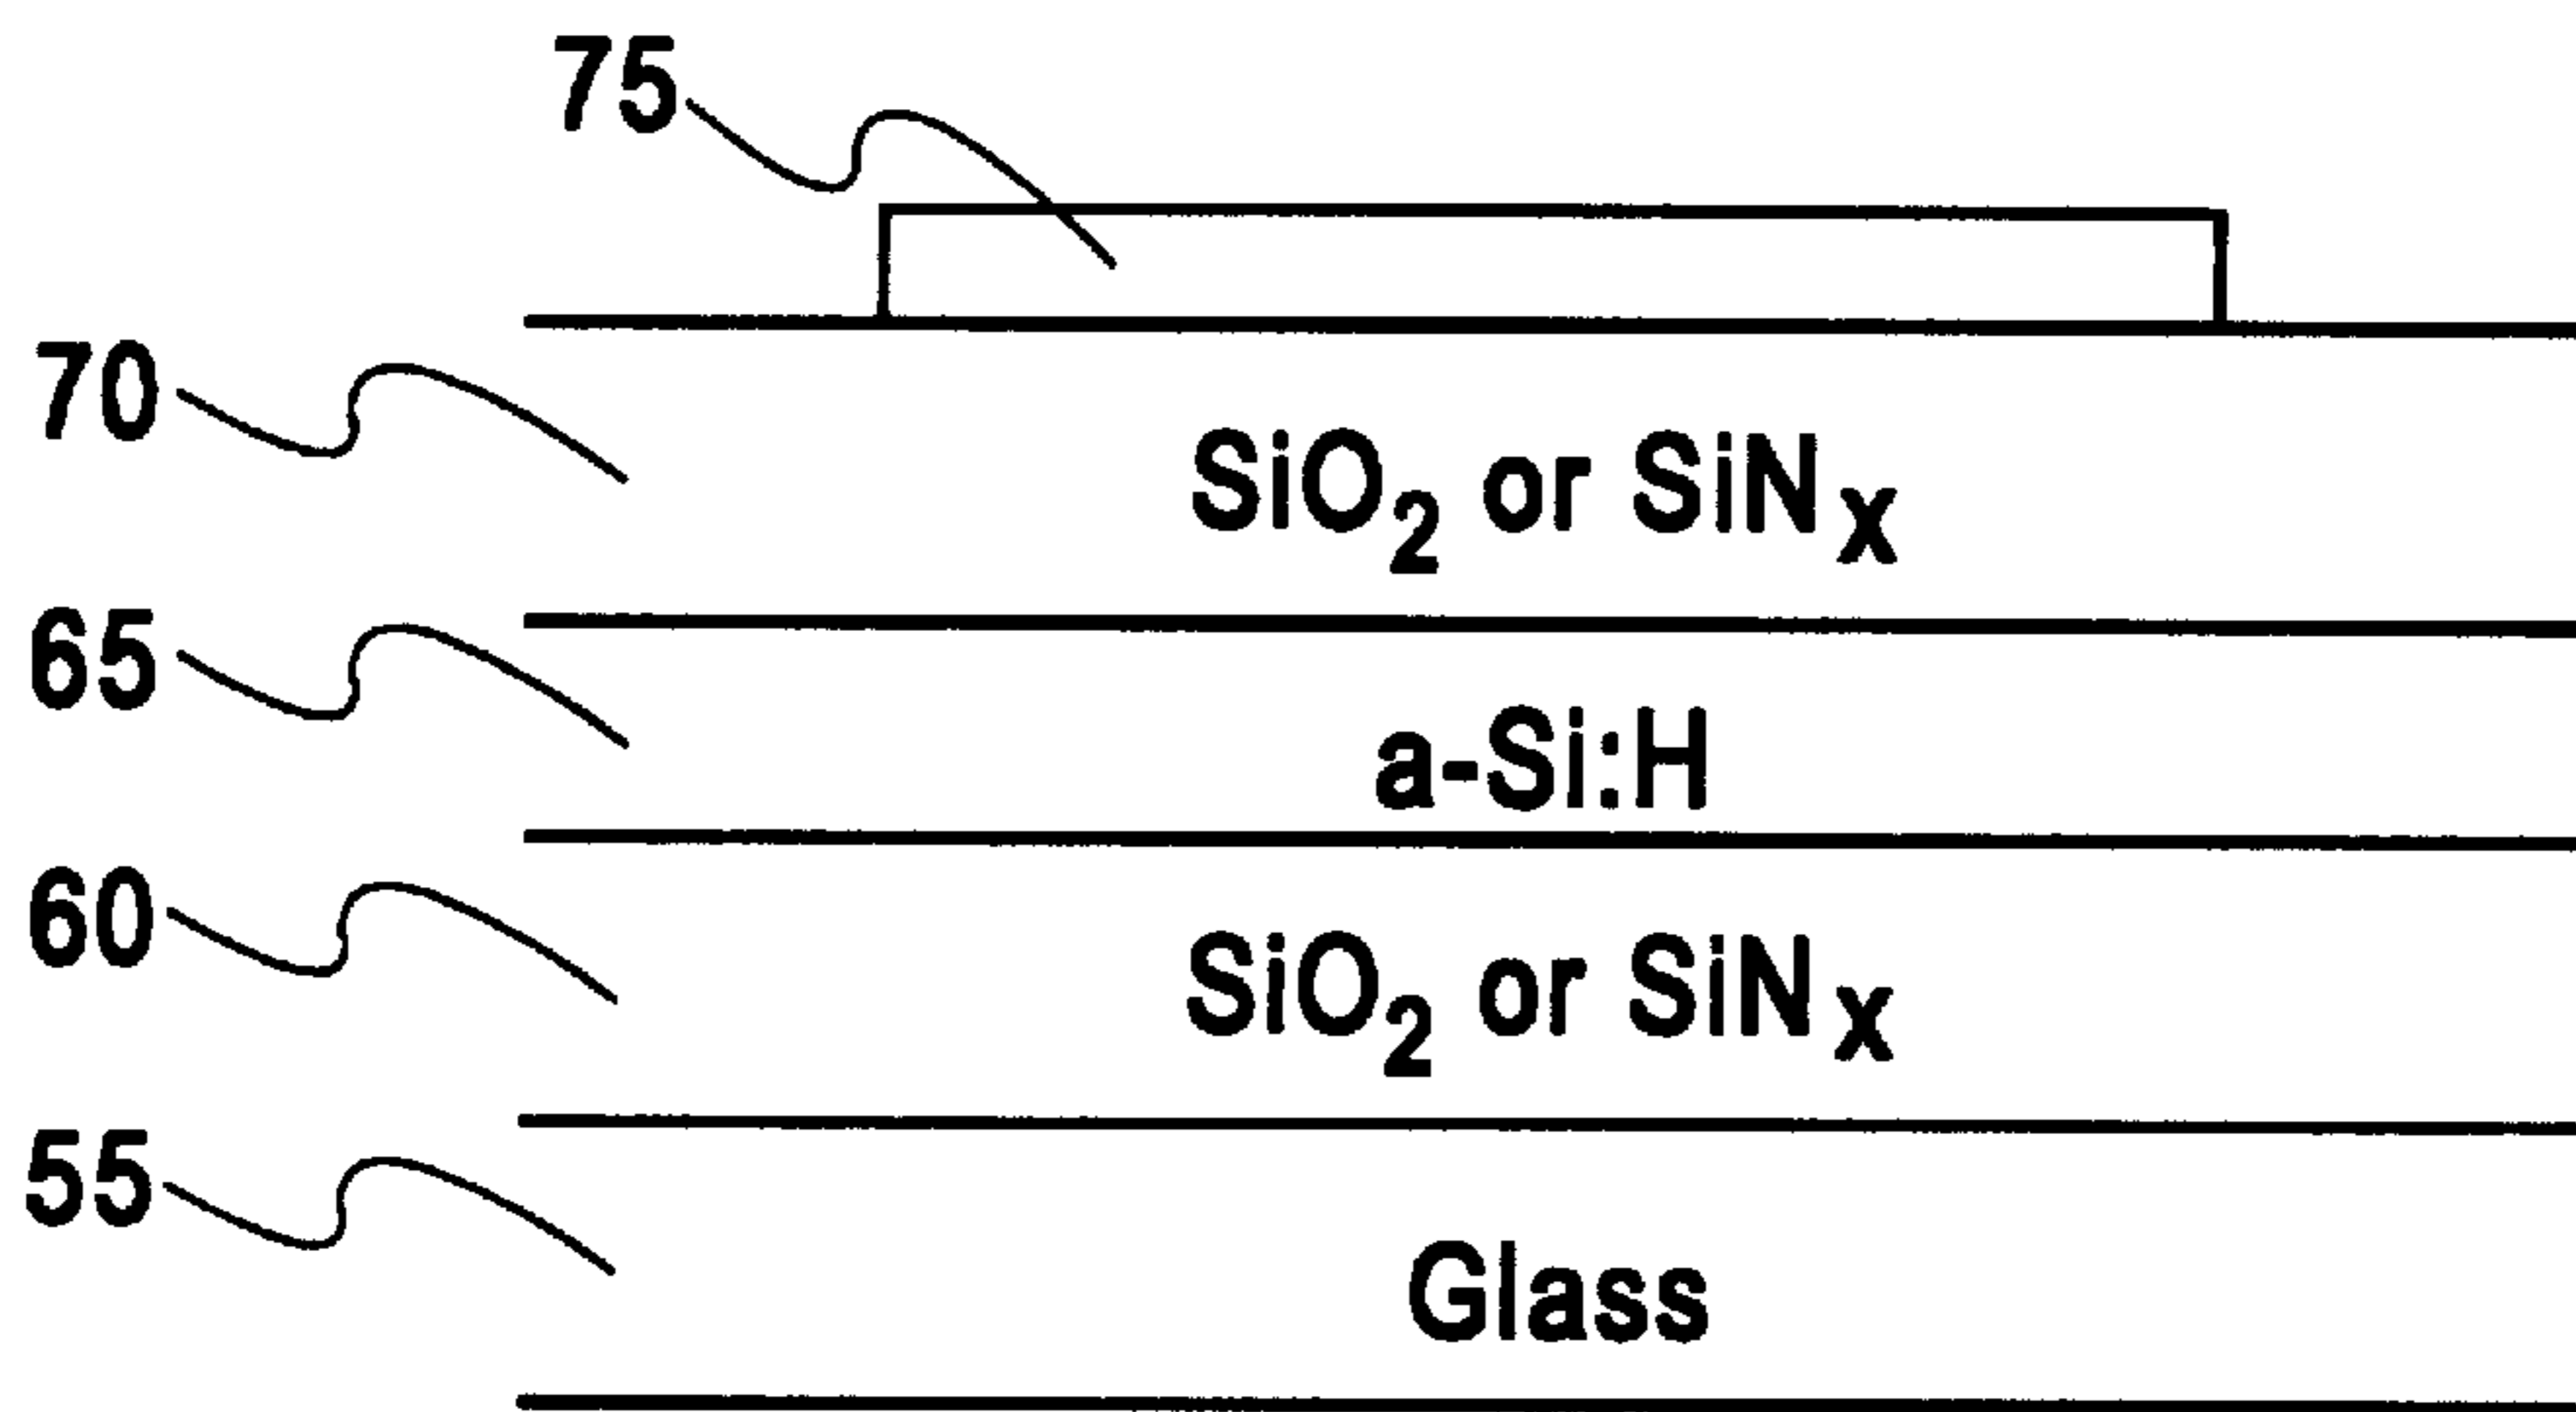 75
70
SiO₂ or SiNₓ
65
a-Si:H
60
SiO₂ or SiNₓ
55
Glass